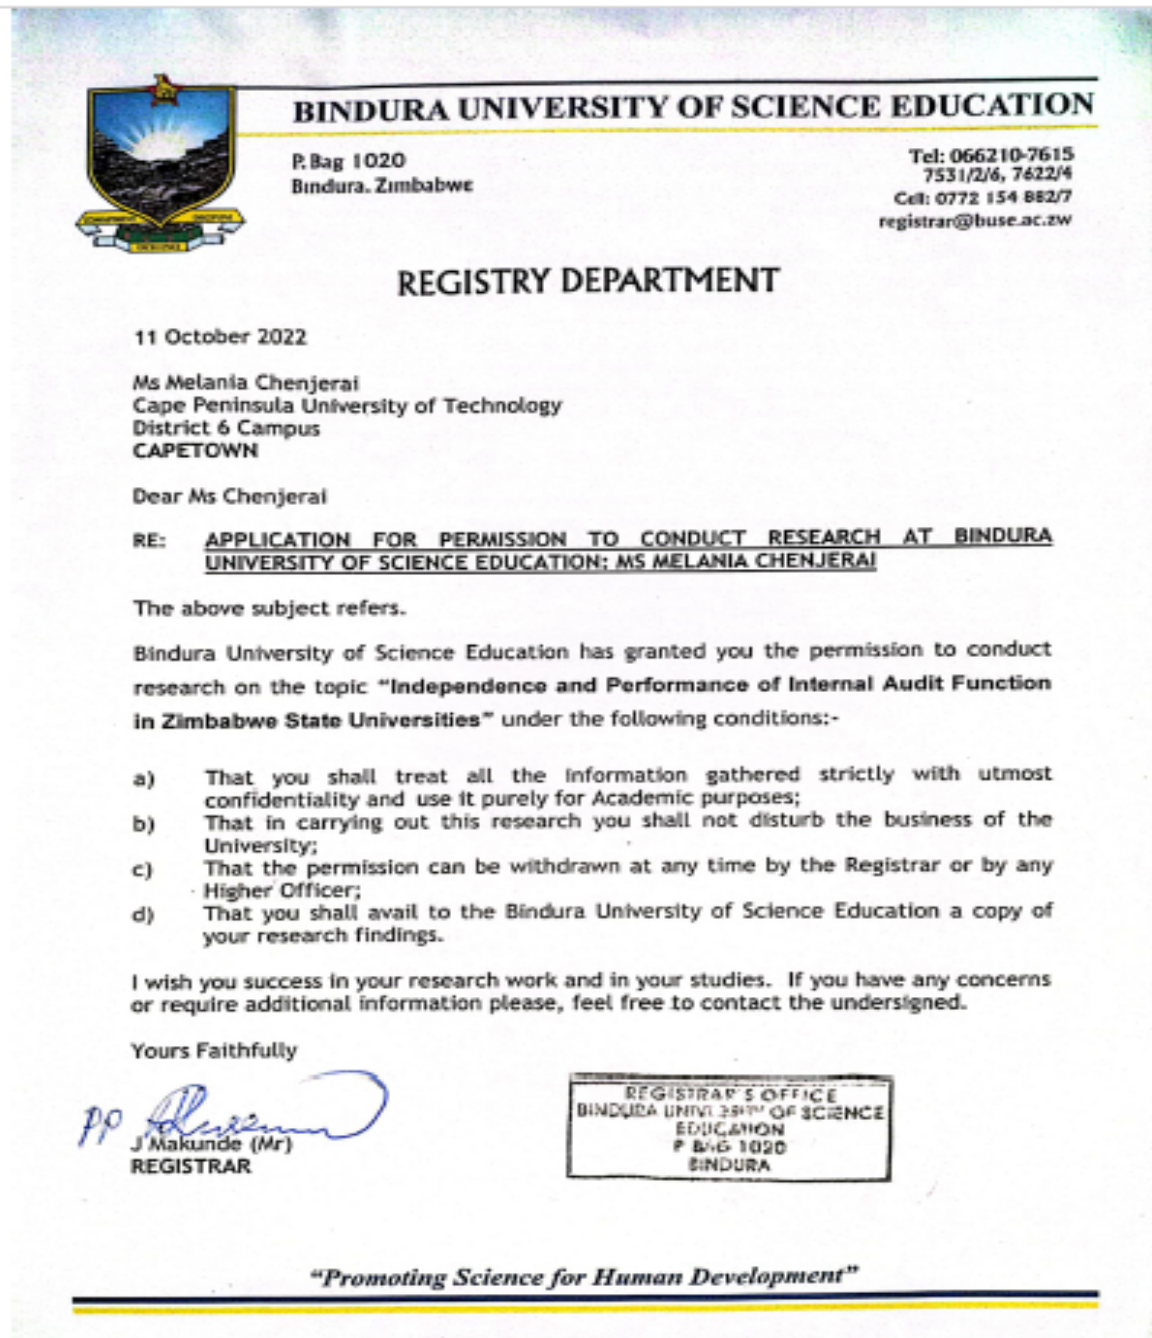 BINDURA UNIVERSITY OF SCIENCE EDUCATION
P. Bag 1020
Bindura. Zimbabwe
Tel: 066210-7615
7531/2/6, 7622/4
Cell: 0772 154 882/7
registrar@buse.ac.zw
REGISTRY DEPARTMENT
11 October 2022
Ms Melania Chenjerai
Cape Peninsula University of Technology
District 6 Campus
CAPETOWN
Dear Ms Chenjerai
RE: APPLICATION FOR PERMISSION TO CONDUCT RESEARCH AT BINDURA
UNIVERSITY OF SCIENCE EDUCATION: MS MELANIA CHENJERAI
The above subject refers.
Bindura University of Science Education has granted you the permission to conduct
research on the topic “Independence and Performance of Internal Audit Function
in Zimbabwe State Universities” under the following conditions:-
a) That you shall treat all the information gathered strictly with utmost
confidentiality and use it purely for Academic purposes;
b) That in carrying out this research you shall not disturb the business of the
University;
c) That the permission can be withdrawn at any time by the Registrar or by any
Higher Officer;
d) That you shall avail to the Bindura University of Science Education a copy of
your research findings.
I wish you success in your research work and in your studies. If you have any concerns
or require additional information please, feel free to contact the undersigned.
Yours Faithfully
PP
J Makunde (Mr)
REGISTRAR
REGISTRAR'S OFFICE
BINDURA UNIVERSITY OF SCIENCE
EDUCATION
P BAG 1020
BINDURA
“Promoting Science for Human Development”